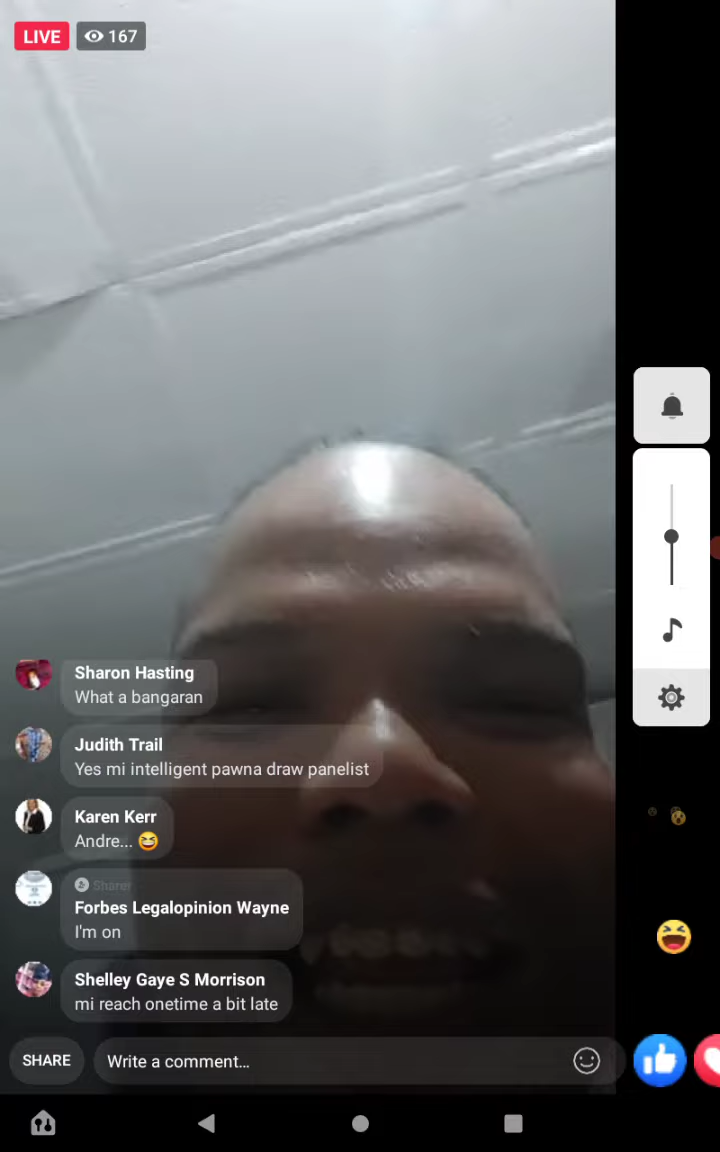 LIVE 167
Sharon Hasting
What a bangaran
Judith Trail
Yes mi intelligent pawna draw panelist
Karen Kerr
Andre... 😆
Sharer
Forbes Legalopinion Wayne
I'm on
Shelley Gaye S Morrison
mi reach onetime a bit late
SHARE Write a comment...